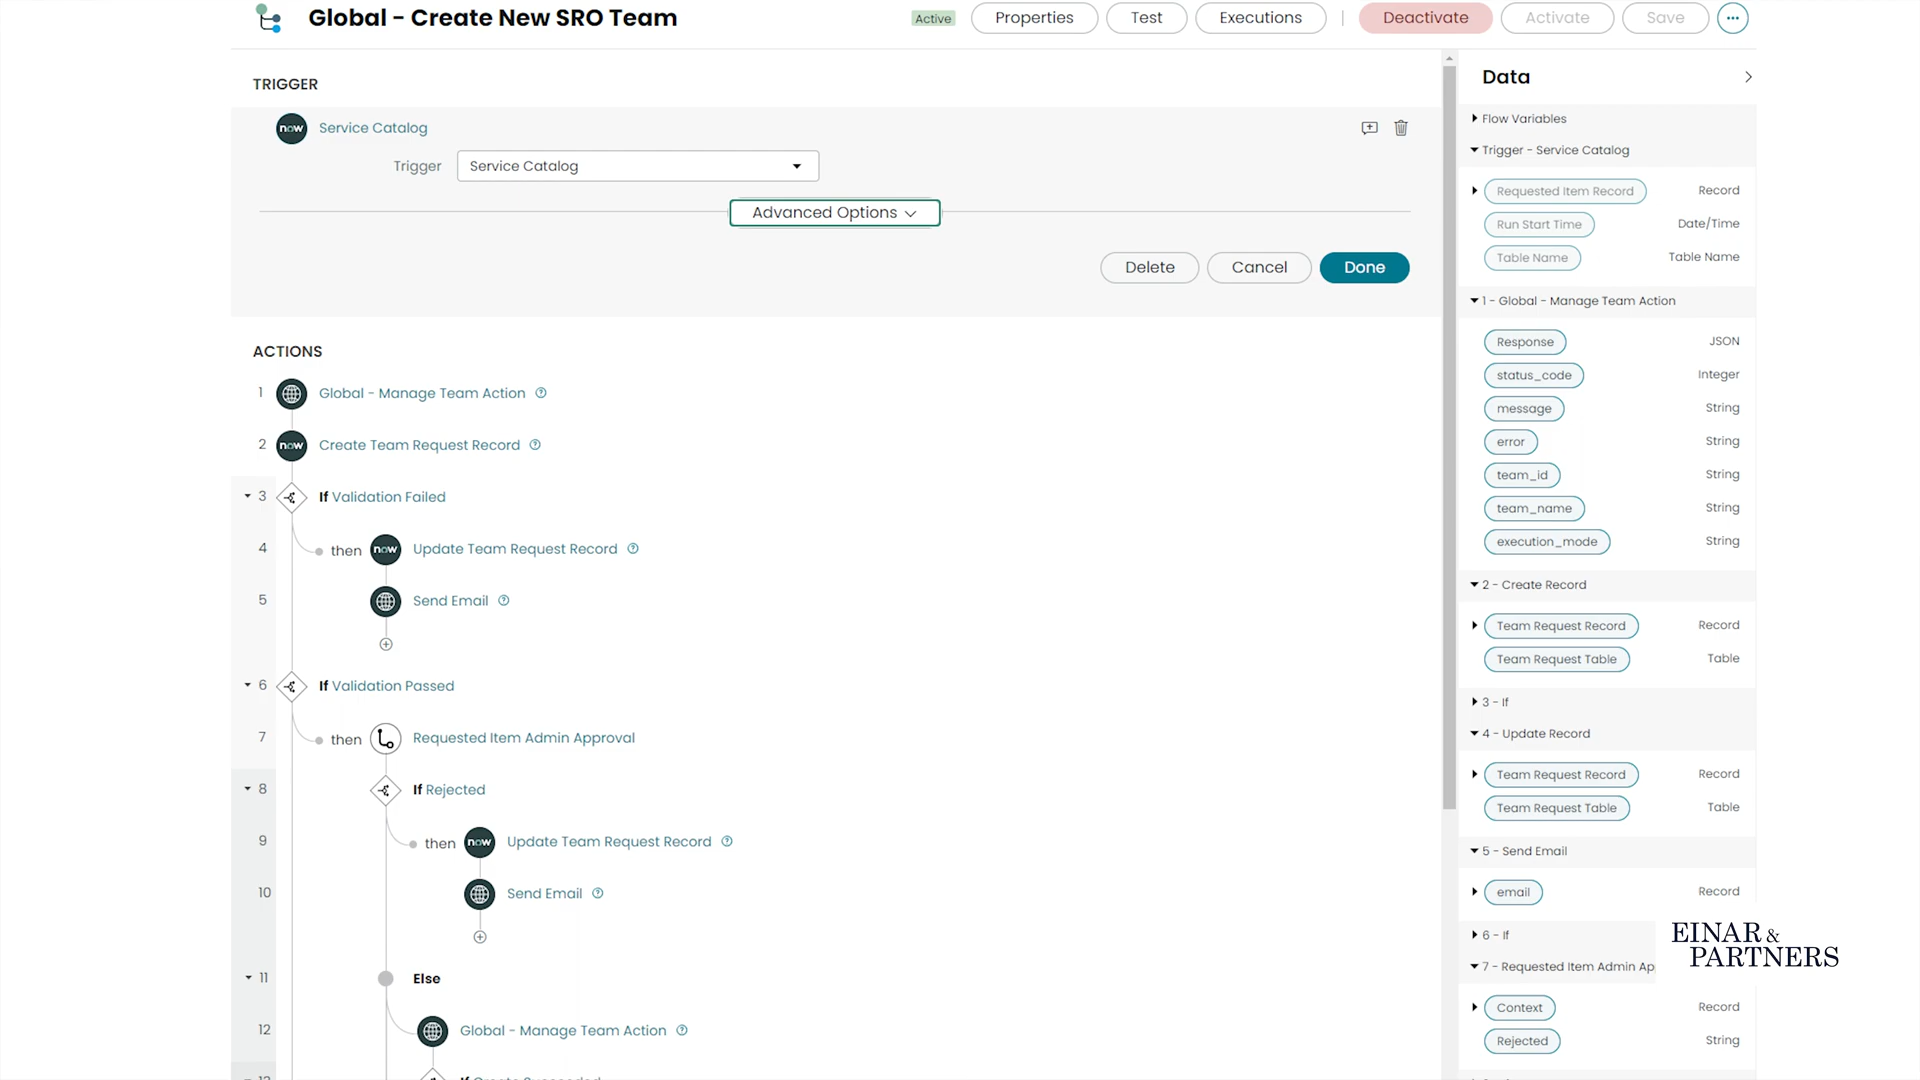 Global - Create New SRO Team
Active
Properties
Test
Executions
Deactivate
Activate
Save
TRIGGER
now
Service Catalog
Trigger
Service Catalog
Advanced Options
Delete
Cancel
Done
ACTIONS
1 Global - Manage Team Action
2 now Create Team Request Record
3 If Validation Failed
4 then now Update Team Request Record
5 Send Email
6 If Validation Passed
7 then Requested Item Admin Approval
8 If Rejected
9 then now Update Team Request Record
10 Send Email
11 Else
12 Global - Manage Team Action
If Create Succeeded
Data
Flow Variables
Trigger - Service Catalog
Requested Item Record Record
Run Start Time Date/Time
Table Name Table Name
1 - Global - Manage Team Action
Response JSON
status_code Integer
message String
error String
team_id String
team_name String
execution_mode String
2 - Create Record
Team Request Record Record
Team Request Table Table
3 - If
4 - Update Record
Team Request Record Record
Team Request Table Table
5 - Send Email
email Record
6 - If
7 - Requested Item Admin Ap
Context Record
Rejected String
EINAR &
PARTNERS